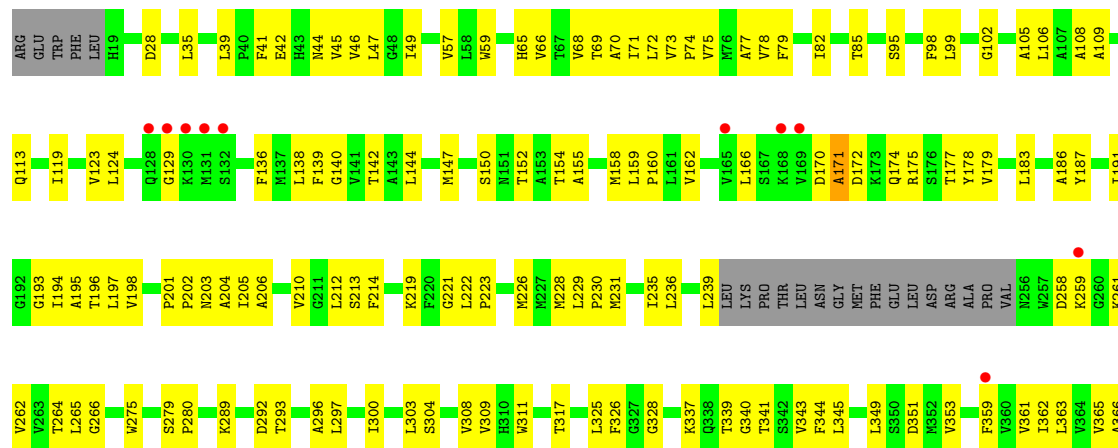 ARG GLU TRP PHE LEU H19 D28 L35 L39 P40 F41 E42 H43 N44 V45 V46 L47 G48 I49 V57 L58 W59 H65 V66 T67 V68 T69 A70 I71 L72 V73 P74 V75 M76 A77 V78 F79 I82 T85 S95 F98 L99 G102 A105 L106 A107 A108 A109
Q113 I119 V123 L124 Q128 G129 K130 M131 S132 F136 M137 L138 F139 G140 V141 T142 A143 L144 M147 S150 N151 T152 A153 T154 A155 M158 L159 P160 L161 V162 V165 L166 S167 K168 V169 D170 A171 D172 K173 Q174 R175 S176 T177 Y178 V179 L183 A186 Y187 I191
G192 G193 I194 A195 T196 L197 V198 P201 P202 N203 A204 I205 A206 V210 G211 L212 S213 F214 K219 F220 G221 L222 P223 M226 M227 M228 L229 P230 M231 I235 L236 L239 LEU LYS PRO THR LEU ASN GLY MET PHE GLU LEU LEU ASP ARG ALA PRO VAL N256 W257 D258 K259 G260 K261
V262 V263 T264 L265 G266 W275 S279 P280 K289 D292 T293 A296 L297 I300 L303 S304 V308 V309 H310 W311 T317 L325 F326 G327 G328 K337 Q338 T339 G340 T341 S342 V343 F344 L345 L349 S350 D351 M352 V353 F359 V360 V361 I362 L363 V364 V365